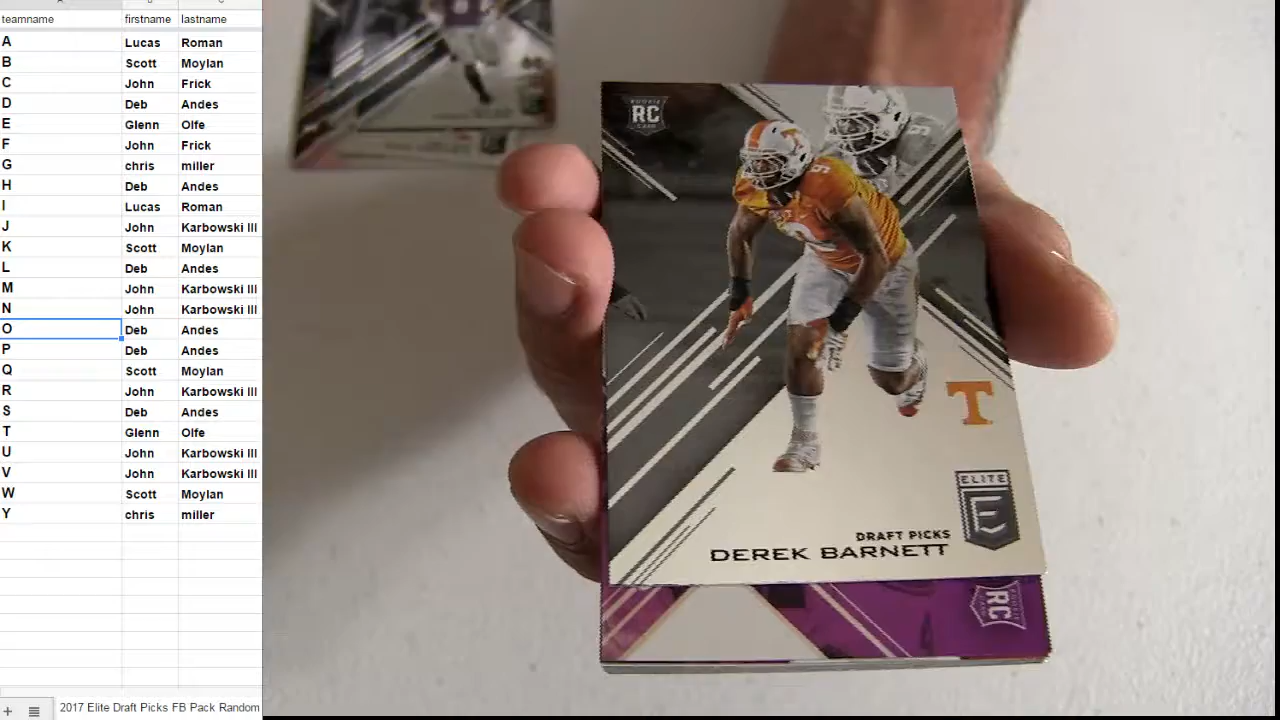 teamname firstname lastname
A Lucas Roman
B Scott Moylan
C John Frick
D Deb Andes
E Glenn Olfe
F John Frick
G chris miller
H Deb Andes
I Lucas Roman
J John Karbowski III
K Scott Moylan
L Deb Andes
M John Karbowski III
N John Karbowski III
O Deb Andes
P Deb Andes
Q Scott Moylan
R John Karbowski III
S Deb Andes
T Glenn Olfe
U John Karbowski III
V John Karbowski III
W Scott Moylan
Y chris miller
2017 Elite Draft Picks FB Pack Random
ROOKIE
RC
CARD
6
T
T
ELITE
E
DRAFT PICKS
DEREK BARNETT
RC